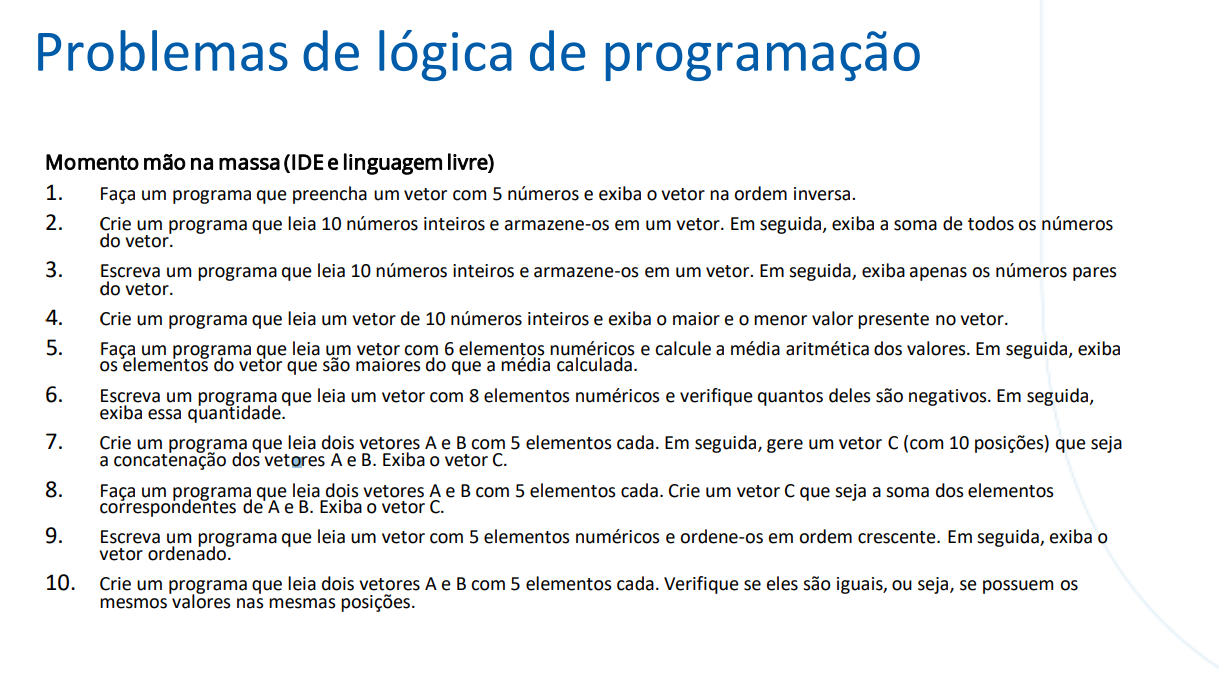 Problemas de lógica de programação
Momento mão na massa (IDE e linguagem livre)
1. Faça um programa que preencha um vetor com 5 números e exiba o vetor na ordem inversa.
2. Crie um programa que leia 10 números inteiros e armazene-os em um vetor. Em seguida, exiba a soma de todos os números
do vetor.
3. Escreva um programa que leia 10 números inteiros e armazene-os em um vetor. Em seguida, exiba apenas os números pares
do vetor.
4. Crie um programa que leia um vetor de 10 números inteiros e exiba o maior e o menor valor presente no vetor.
5. Faça um programa que leia um vetor com 6 elementos numéricos e calcule a média aritmética dos valores. Em seguida, exiba
os elementos do vetor que são maiores do que a média calculada.
6. Escreva um programa que leia um vetor com 8 elementos numéricos e verifique quantos deles são negativos. Em seguida,
exiba essa quantidade.
7. Crie um programa que leia dois vetores A e B com 5 elementos cada. Em seguida, gere um vetor C (com 10 posições) que seja
a concatenação dos vetores A e B. Exiba o vetor C.
8. Faça um programa que leia dois vetores A e B com 5 elementos cada. Crie um vetor C que seja a soma dos elementos
correspondentes de A e B. Exiba o vetor C.
9. Escreva um programa que leia um vetor com 5 elementos numéricos e ordene-os em ordem crescente. Em seguida, exiba o
vetor ordenado.
10. Crie um programa que leia dois vetores A e B com 5 elementos cada. Verifique se eles são iguais, ou seja, se possuem os
mesmos valores nas mesmas posições.